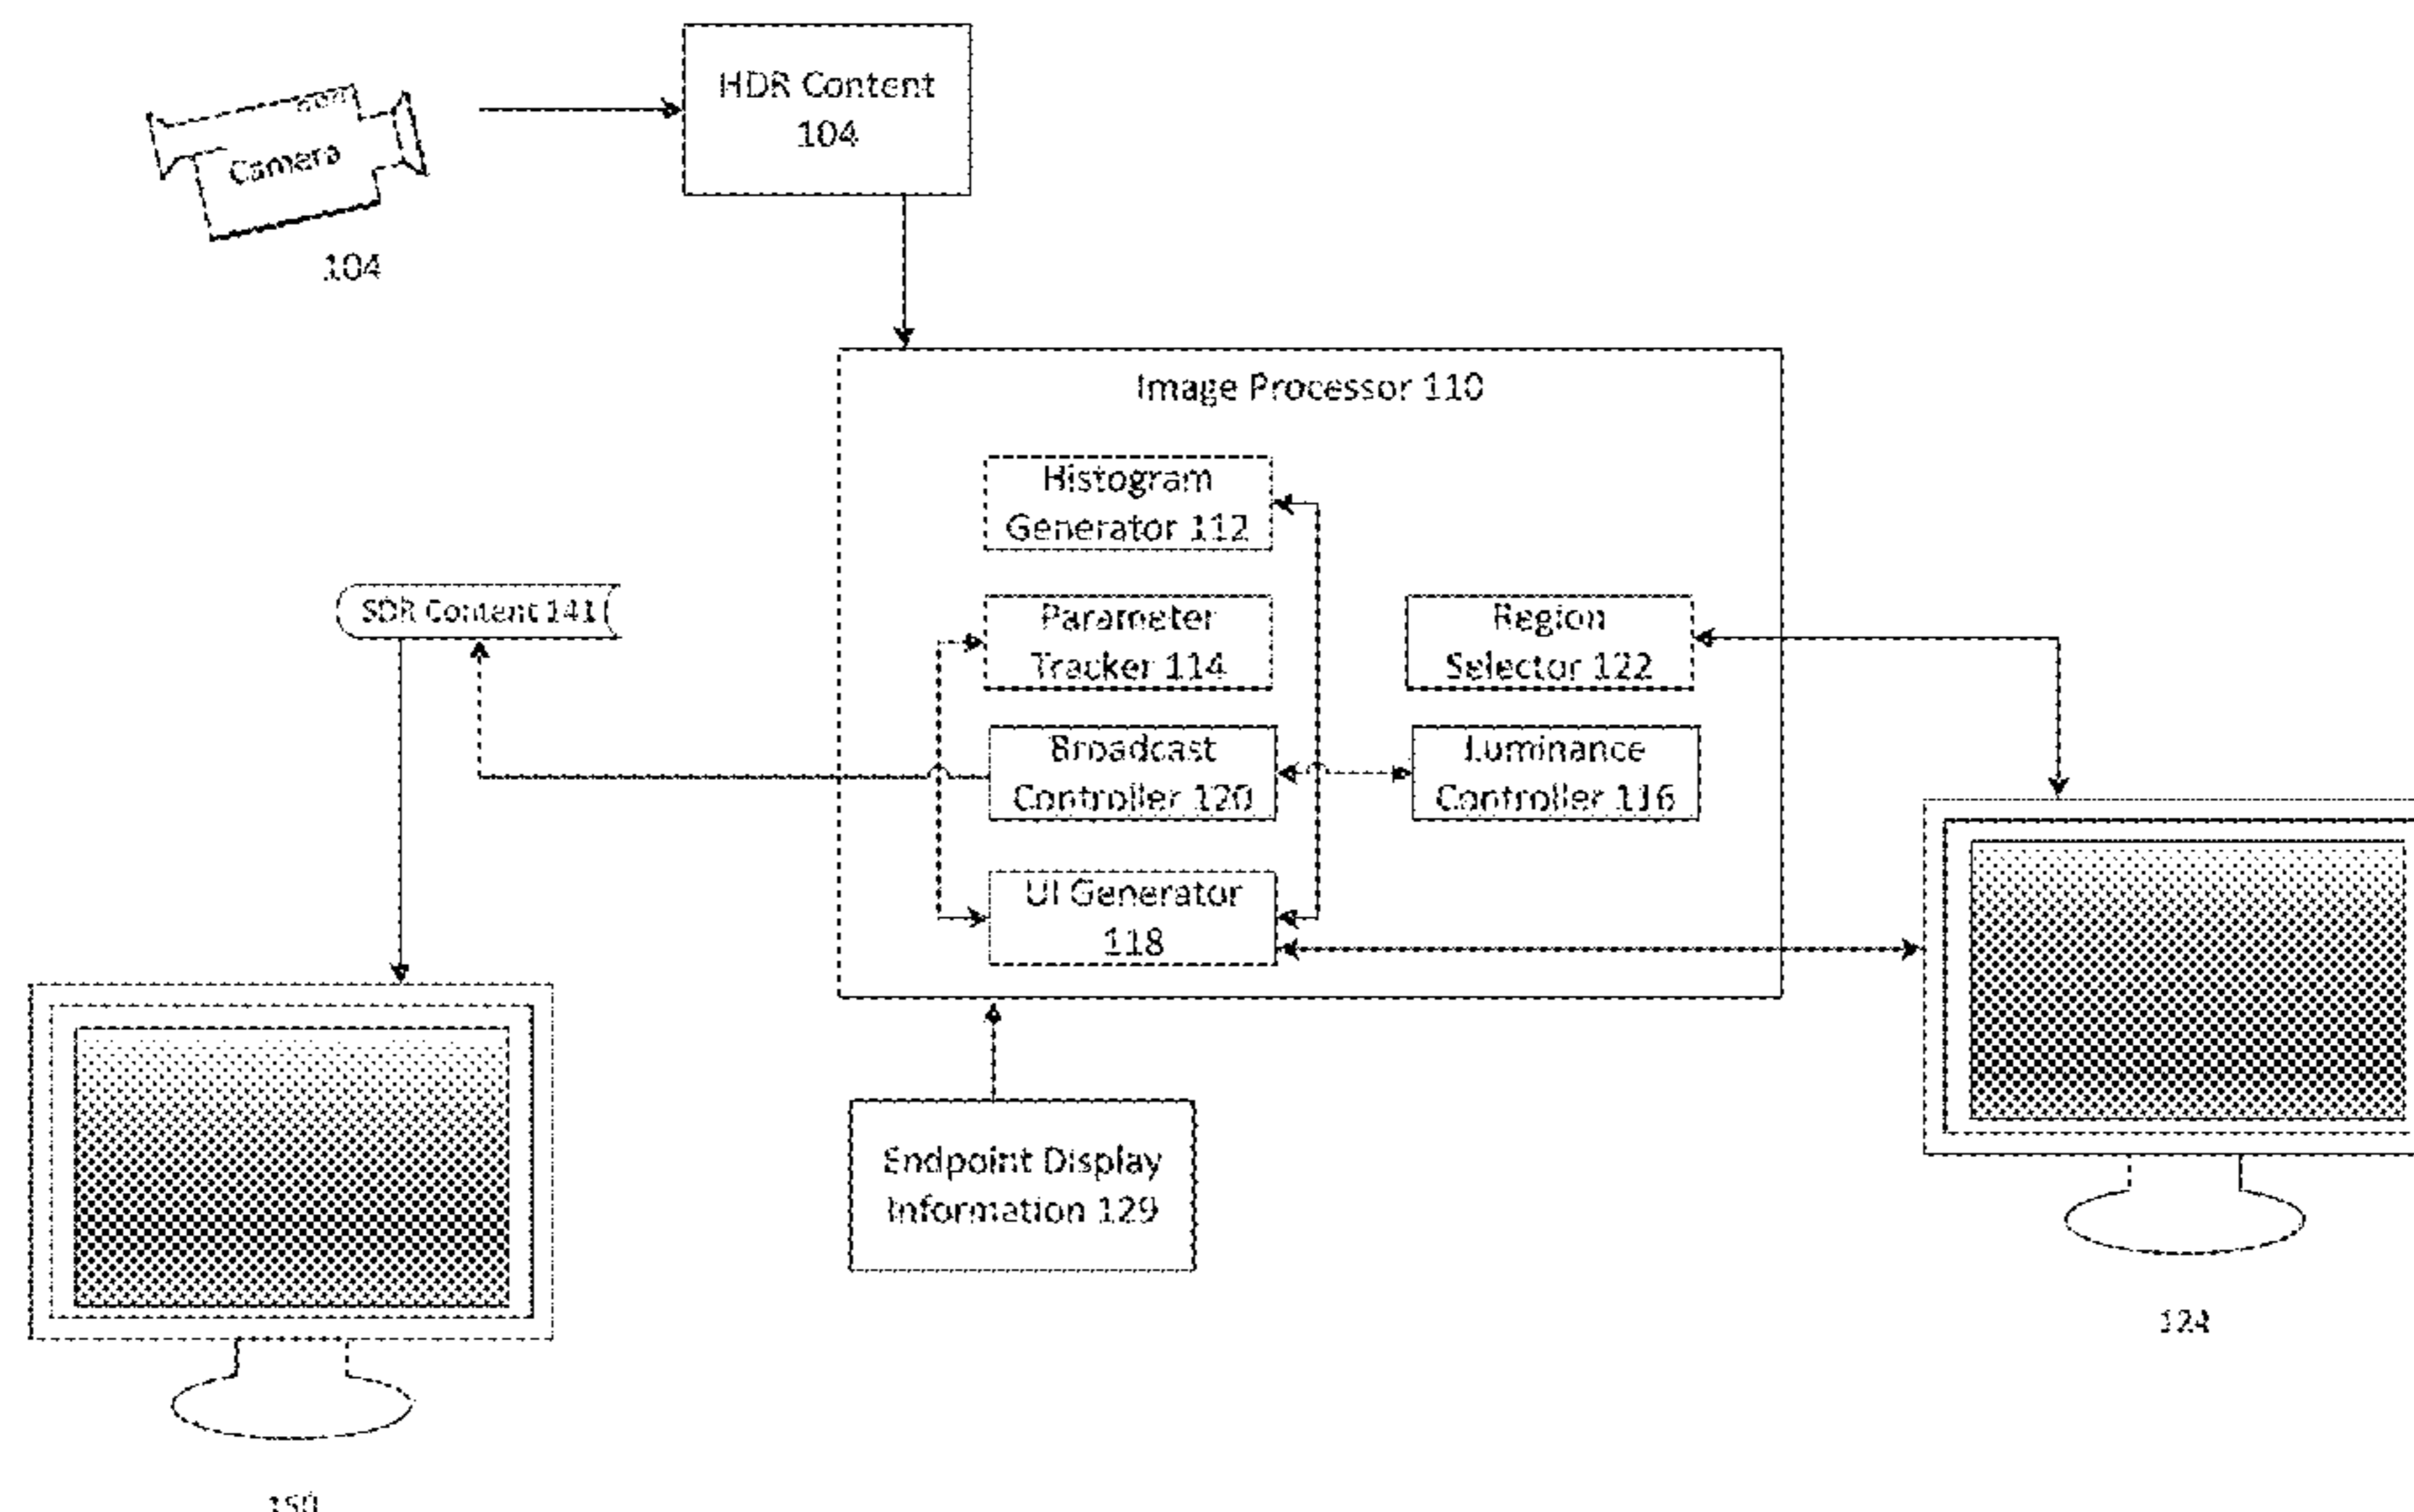 HDR Content
104
Camera
104
Image Processor 110
Histogram
Generator 112
SDR Content 141
Parameter
Tracker 114
Region
Selector 122
Broadcast
Controller 120
Luminance
Controller 116
UI Generator
118
Endpoint Display
Information 129
124